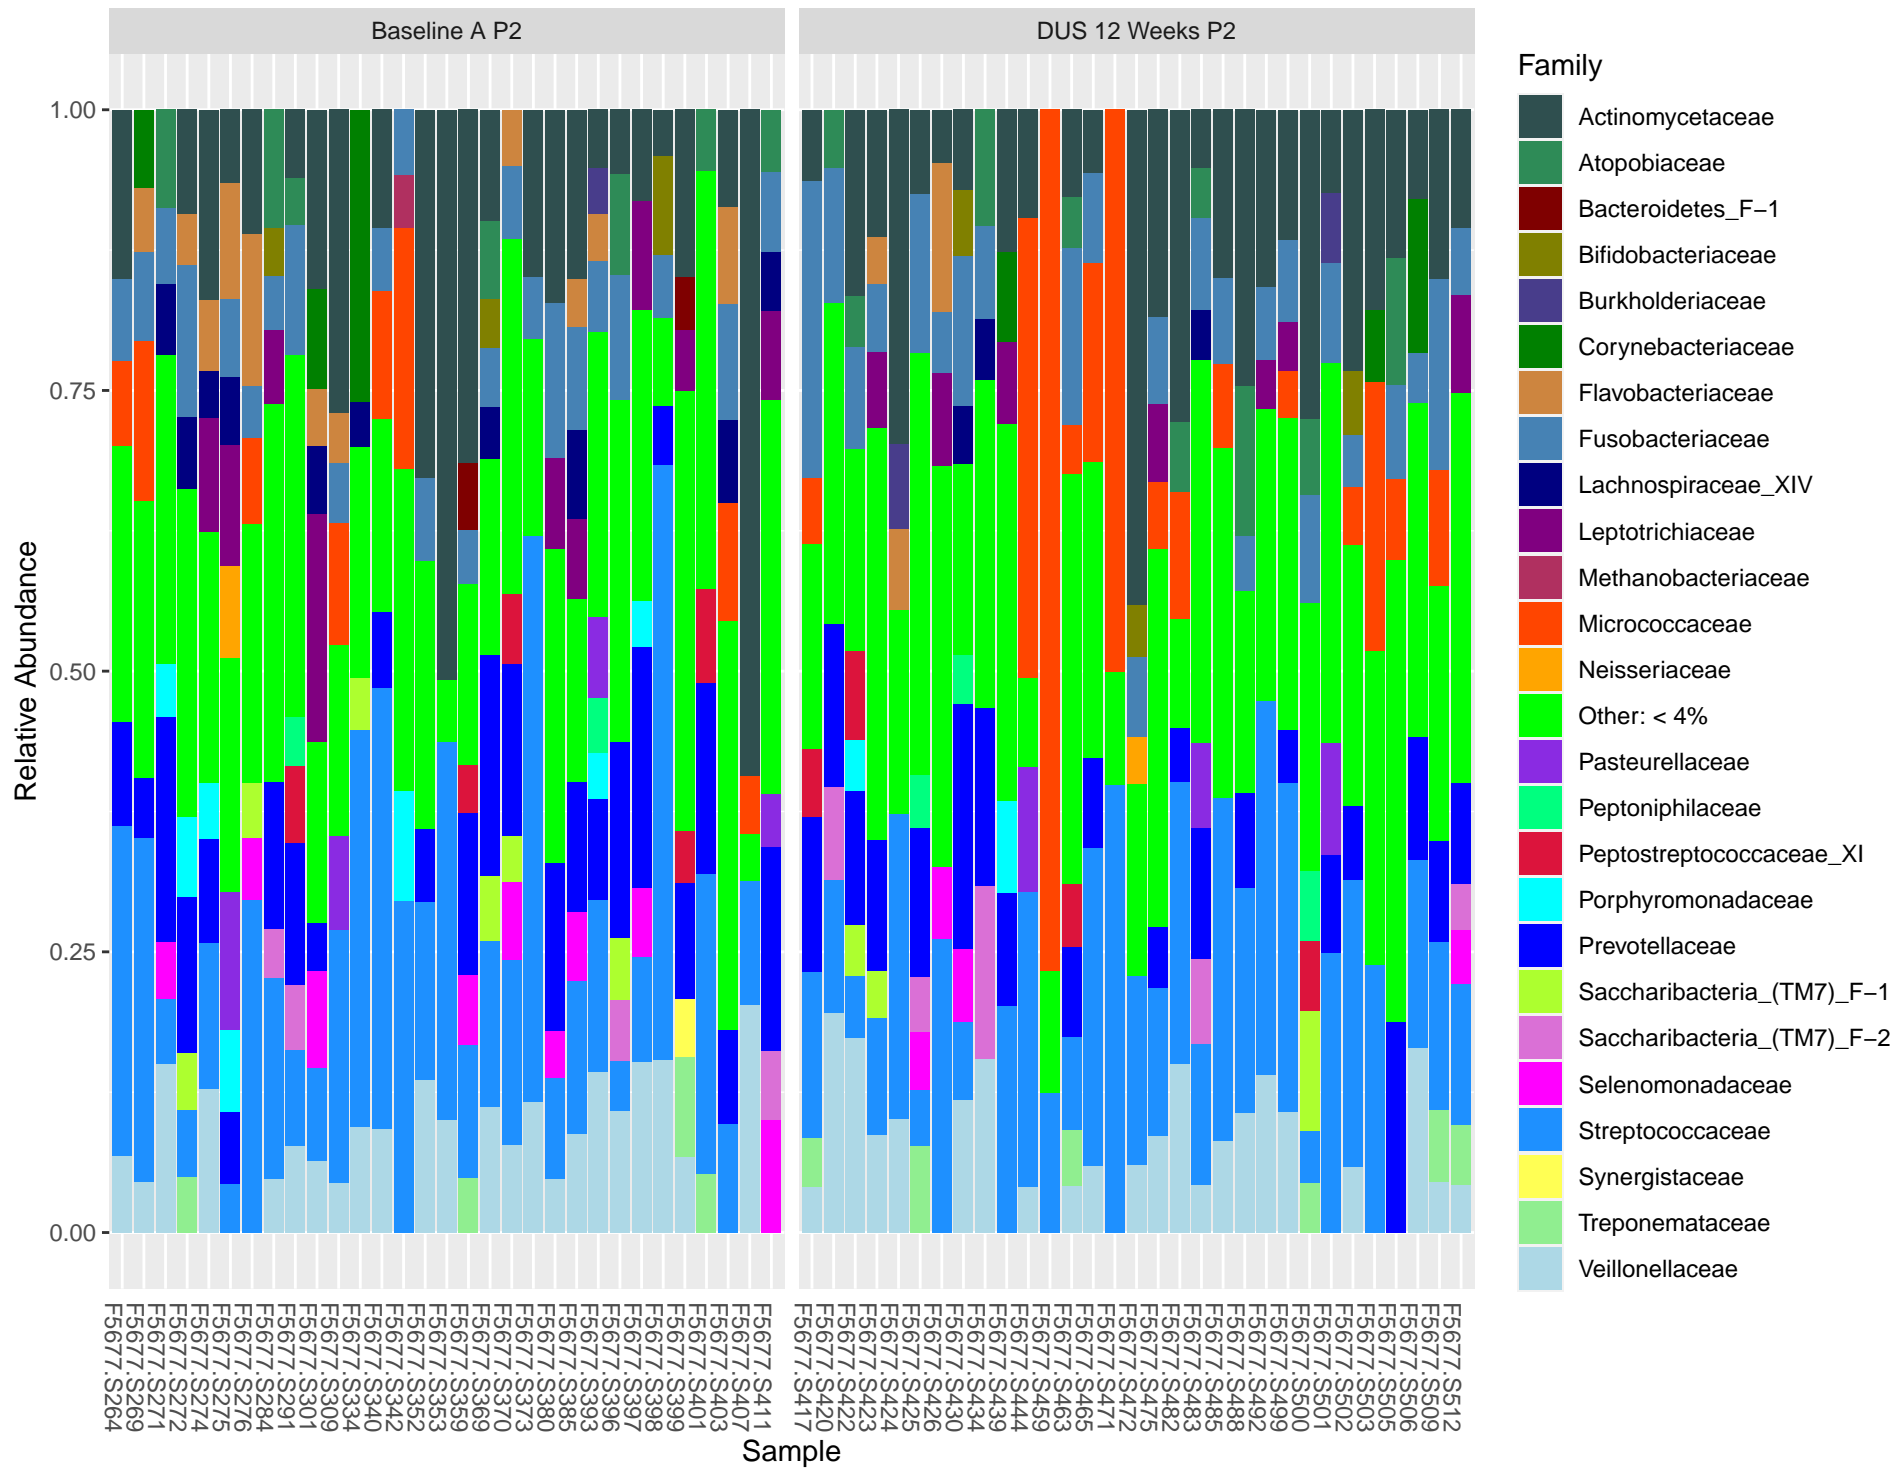 Baseline A P2
DUS 12 Weeks P2
Relative Abundance
1.00
0.75
0.50
0.25
0.00
F5677.S264
F5677.S269
F5677.S271
F5677.S272
F5677.S274
F5677.S275
F5677.S276
F5677.S284
F5677.S291
F5677.S301
F5677.S309
F5677.S334
F5677.S340
F5677.S342
F5677.S352
F5677.S353
F5677.S359
F5677.S369
F5677.S370
F5677.S373
F5677.S380
F5677.S385
F5677.S393
F5677.S396
F5677.S397
F5677.S398
F5677.S399
F5677.S401
F5677.S403
F5677.S407
F5677.S411
F5677.S417
F5677.S420
F5677.S422
F5677.S423
F5677.S424
F5677.S425
F5677.S426
F5677.S430
F5677.S434
F5677.S439
F5677.S444
F5677.S459
F5677.S463
F5677.S465
F5677.S471
F5677.S472
F5677.S475
F5677.S482
F5677.S483
F5677.S485
F5677.S488
F5677.S492
F5677.S499
F5677.S500
F5677.S501
F5677.S502
F5677.S503
F5677.S505
F5677.S506
F5677.S509
F5677.S512
Sample
Family
Actinomycetaceae
Atopobiaceae
Bacteroidetes_F−1
Bifidobacteriaceae
Burkholderiaceae
Corynebacteriaceae
Flavobacteriaceae
Fusobacteriaceae
Lachnospiraceae_XIV
Leptotrichiaceae
Methanobacteriaceae
Micrococcaceae
Neisseriaceae
Other: < 4%
Pasteurellaceae
Peptoniphilaceae
Peptostreptococcaceae_XI
Porphyromonadaceae
Prevotellaceae
Saccharibacteria_(TM7)_F−1
Saccharibacteria_(TM7)_F−2
Selenomonadaceae
Streptococcaceae
Synergistaceae
Treponemataceae
Veillonellaceae